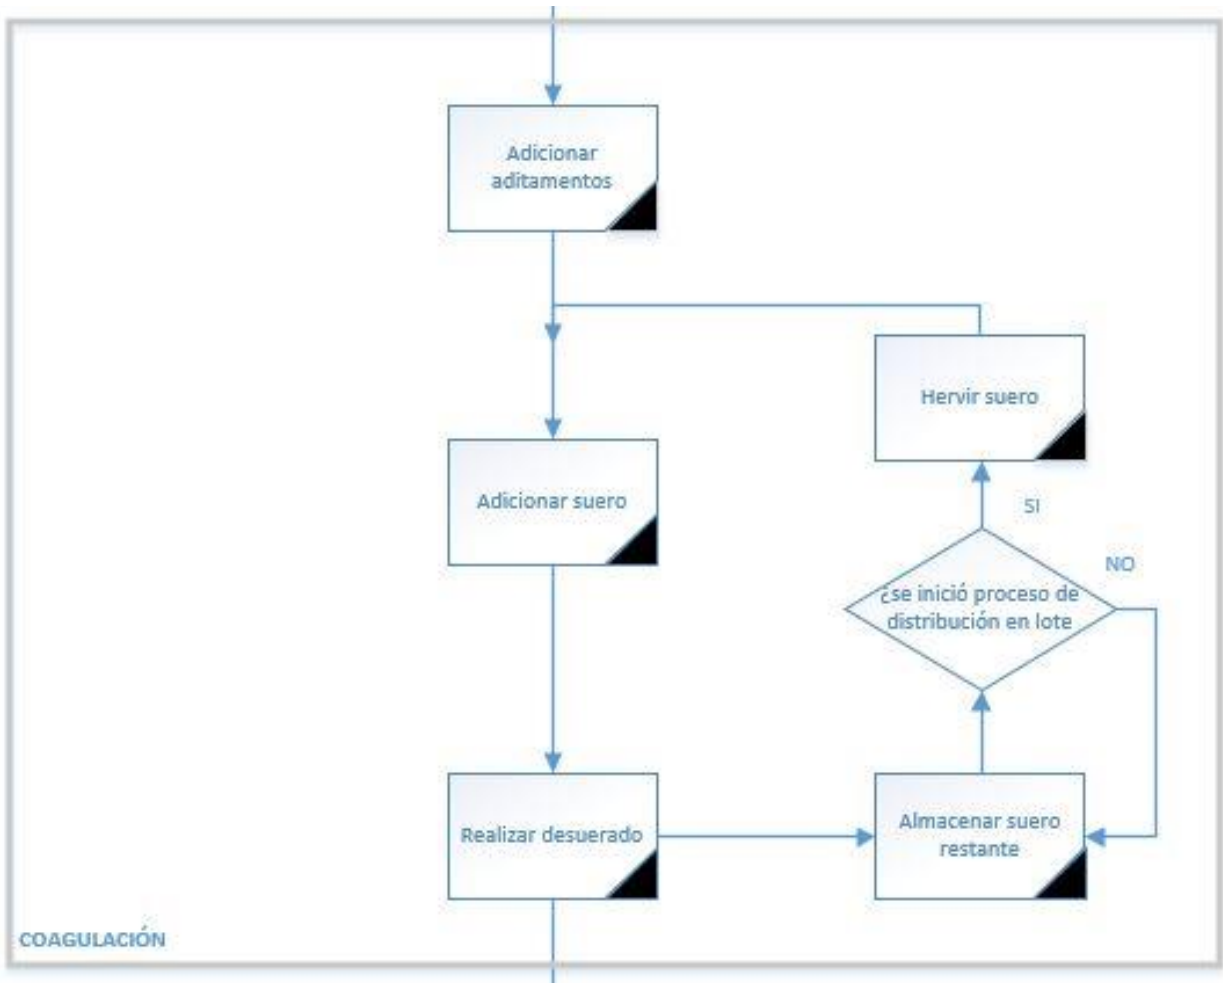 Adicionar
aditamentos
Hervir suero
Adicionar suero
SI
NO
¿se inició proceso de
distribución en lote
Realizar desuerado
Almacenar suero
restante
COAGULACIÓN